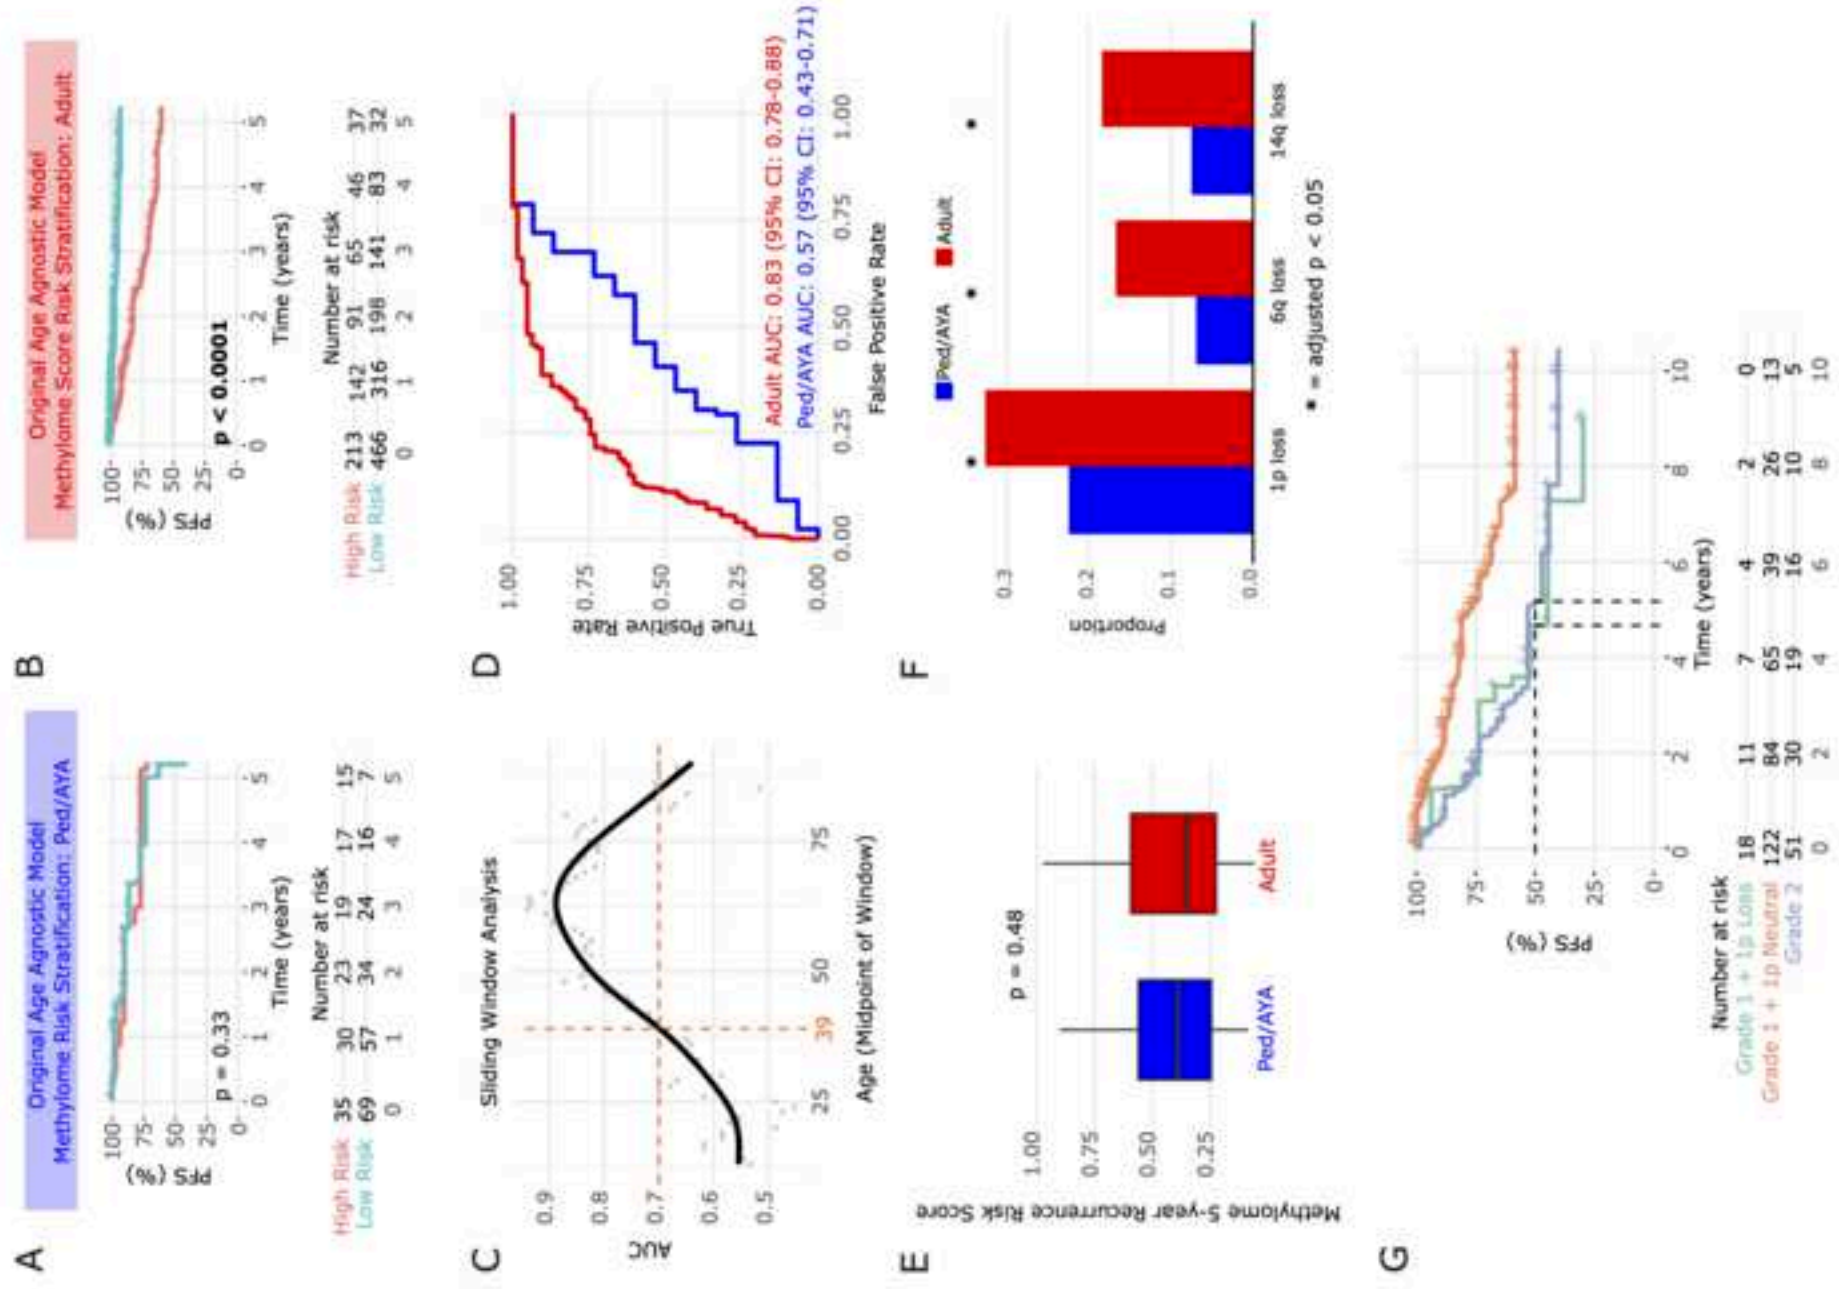 A
Original Age Agnostic Model
Methylome Risk Stratification: Ped/AYA
PFS (%)
100-
75-
50-
25-
0-
p = 0.33
0 1 2 3 4 5
Time (years)
Number at risk
High Risk 35 30 23 19 17 15
Low Risk 69 57 34 24 16 7
0 1 2 3 4 5
B
Original Age Agnostic Model
Methylome Score Risk Stratification: Adult
PFS (%)
100-
75-
50-
25-
0-
p < 0.0001
0 1 2 3 4 5
Time (years)
Number at risk
High Risk 213 142 91 65 46 37
Low Risk 466 316 198 141 83 32
0 1 2 3 4 5
C
Sliding Window Analysis
AUC
0.9
0.8
0.7
0.6
0.5
25 39 50 75
Age (Midpoint of Window)
D
True Positive Rate
1.00
0.75
0.50
0.25
0.00
Adult AUC: 0.83 (95% CI: 0.78-0.88)
Ped/AYA AUC: 0.57 (95% CI: 0.43-0.71)
0.00 0.25 0.50 0.75 1.00
False Positive Rate
E
Methylome 5-year Recurrence Risk Score
1.00
0.75
0.50
0.25
p = 0.48
Ped/AYA Adult
F
Ped/AYA Adult
Proportion
0.3
0.2
0.1
0.0
* * *
1p loss 6q loss 14q loss
* = adjusted p < 0.05
G
PFS (%)
100-
75-
50-
25-
0-
0 2 4 6 8 10
Time (years)
Number at risk
Grade 1 + 1p Loss 18 11 7 4 2 0
Grade 1 + 1p Neutral 122 84 65 39 26 13
Grade 2 51 30 19 16 10 5
0 2 4 6 8 10